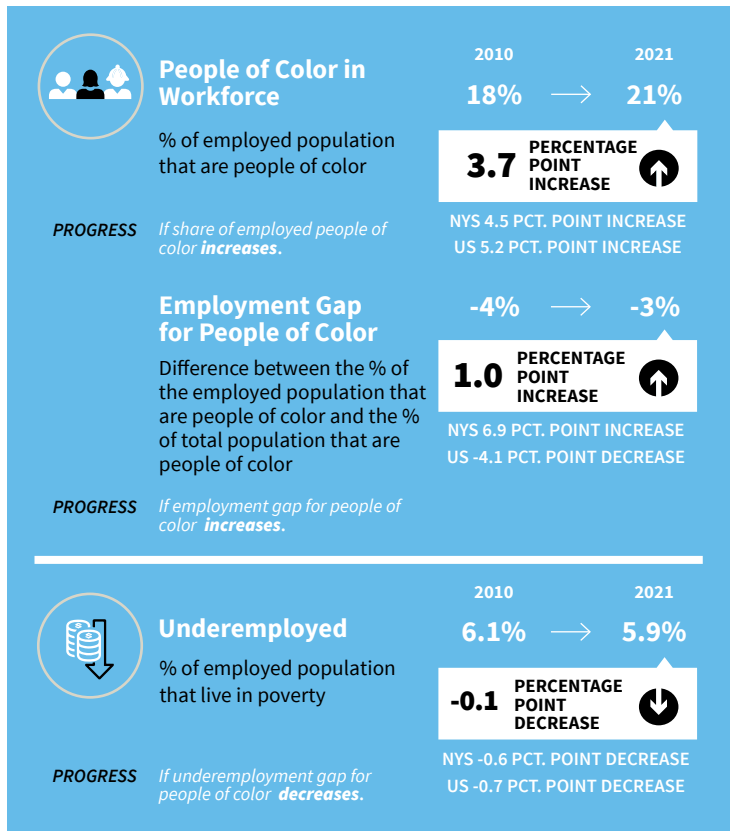 2010 2021
People of Color in
Workforce
18% → 21%
% of employed population
that are people of color
3.7 PERCENTAGE
POINT
INCREASE
PROGRESS If share of employed people of
color increases.
NYS 4.5 PCT. POINT INCREASE
US 5.2 PCT. POINT INCREASE
Employment Gap
for People of Color
-4% → -3%
Difference between the % of
the employed population that
are people of color and the %
of total population that are
people of color
1.0 PERCENTAGE
POINT
INCREASE
NYS 6.9 PCT. POINT INCREASE
US -4.1 PCT. POINT DECREASE
PROGRESS If employment gap for people of
color increases.
2010 2021
Underemployed
6.1% → 5.9%
% of employed population
that live in poverty
-0.1 PERCENTAGE
POINT
DECREASE
NYS -0.6 PCT. POINT DECREASE
US -0.7 PCT. POINT DECREASE
PROGRESS If underemployment gap for
people of color decreases.